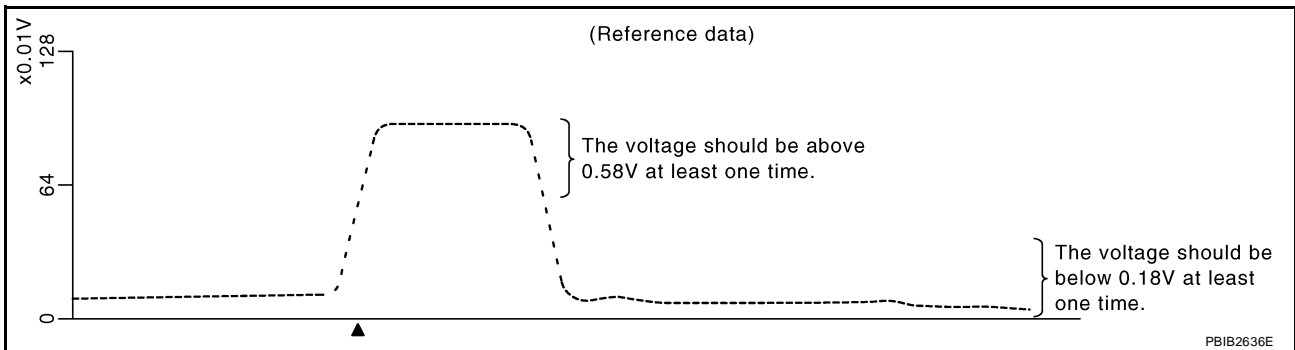 (Reference data)
x0.01V
128
64
0
The voltage should be above
0.58V at least one time.
The voltage should be
below 0.18V at least
one time.
PBIB2636E